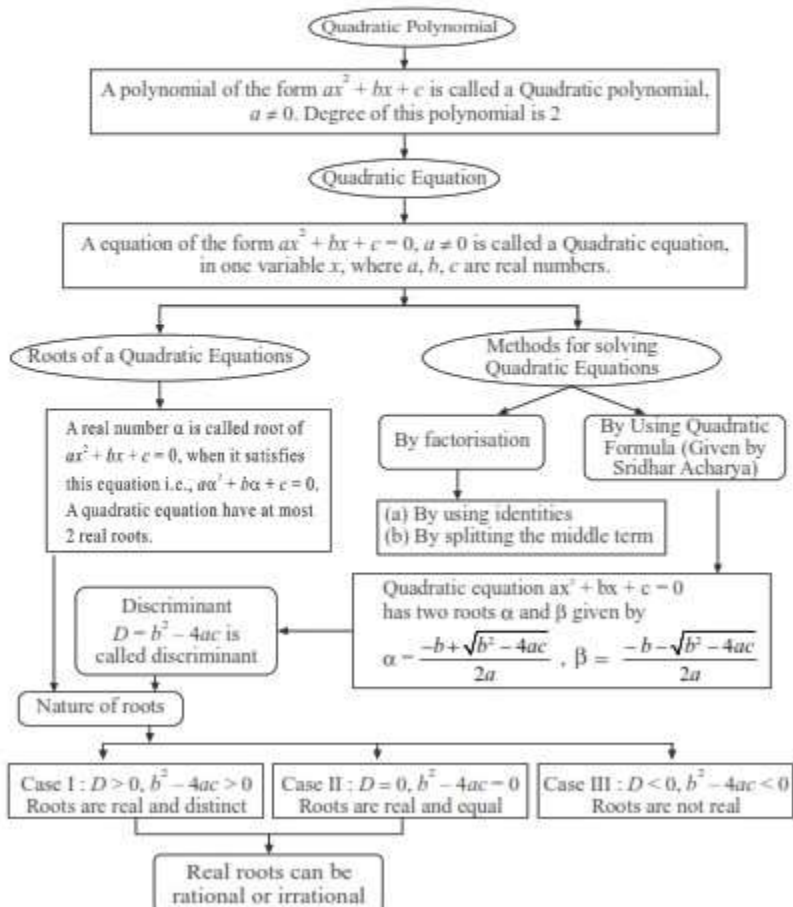 Quadratic Polynomial
A polynomial of the form ax² + bx + c is called a Quadratic polynomial,
a ≠ 0. Degree of this polynomial is 2
Quadratic Equation
A equation of the form ax² + bx + c = 0, a ≠ 0 is called a Quadratic equation,
in one variable x, where a, b, c are real numbers.
Roots of a Quadratic Equations
A real number α is called root of
ax² + bx + c = 0, when it satisfies
this equation i.e., aα² + bα + c = 0.
A quadratic equation have at most
2 real roots.
Methods for solving
Quadratic Equations
By factorisation
(a) By using identities
(b) By splitting the middle term
By Using Quadratic
Formula (Given by
Sridhar Acharya)
Quadratic equation ax² + bx + c = 0
has two roots α and β given by
α = (-b + √(b² – 4ac))/2a , β = (-b – √(b² – 4ac))/2a
Discriminant
D = b² – 4ac is
called discriminant
Nature of roots
Case I : D > 0, b² – 4ac > 0
Roots are real and distinct
Case II : D = 0, b² – 4ac = 0
Roots are real and equal
Case III : D < 0, b² – 4ac < 0
Roots are not real
Real roots can be
rational or irrational